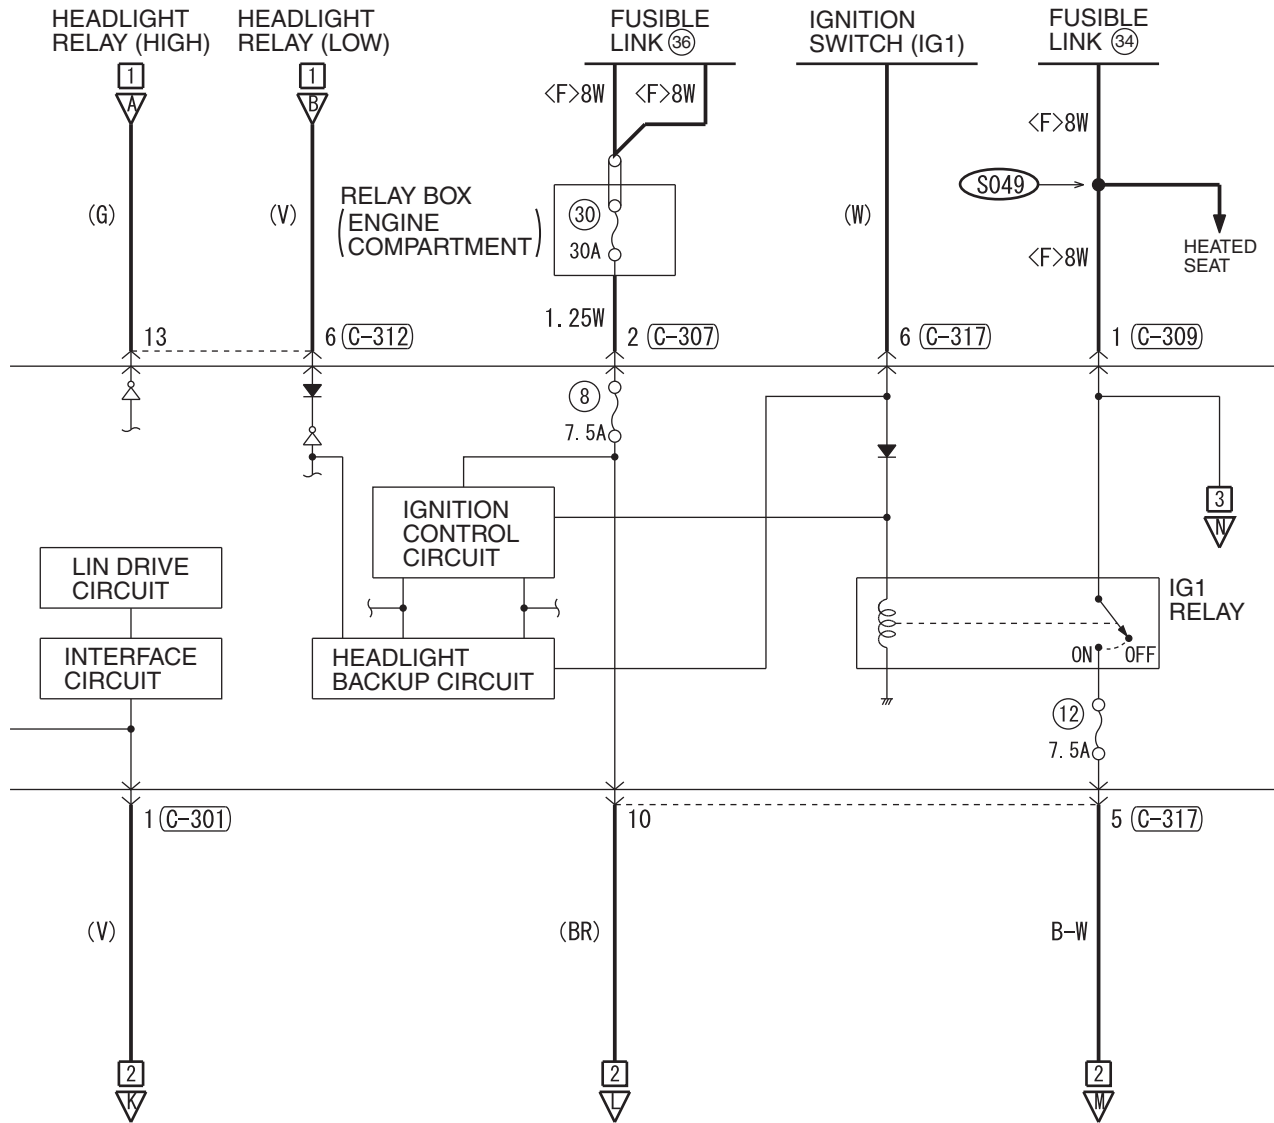 HEADLIGHT
RELAY (HIGH)
HEADLIGHT
RELAY (LOW)
FUSIBLE
LINK 36
IGNITION
SWITCH (IG1)
FUSIBLE
LINK 34
1
A
1
B
<F>8W
<F>8W
<F>8W
S049
(G)
(V)
RELAY BOX
(ENGINE
COMPARTMENT)
30
30A
(W)
<F>8W
HEATED
SEAT
1.25W
13
6 (C-312)
2 (C-307)
6 (C-317)
1 (C-309)
8
7.5A
IGNITION
CONTROL
CIRCUIT
3
N
LIN DRIVE
CIRCUIT
IG1
RELAY
INTERFACE
CIRCUIT
HEADLIGHT
BACKUP CIRCUIT
ON
OFF
12
7.5A
1 (C-301)
10
5 (C-317)
(V)
(BR)
B-W
2
K
2
L
2
M